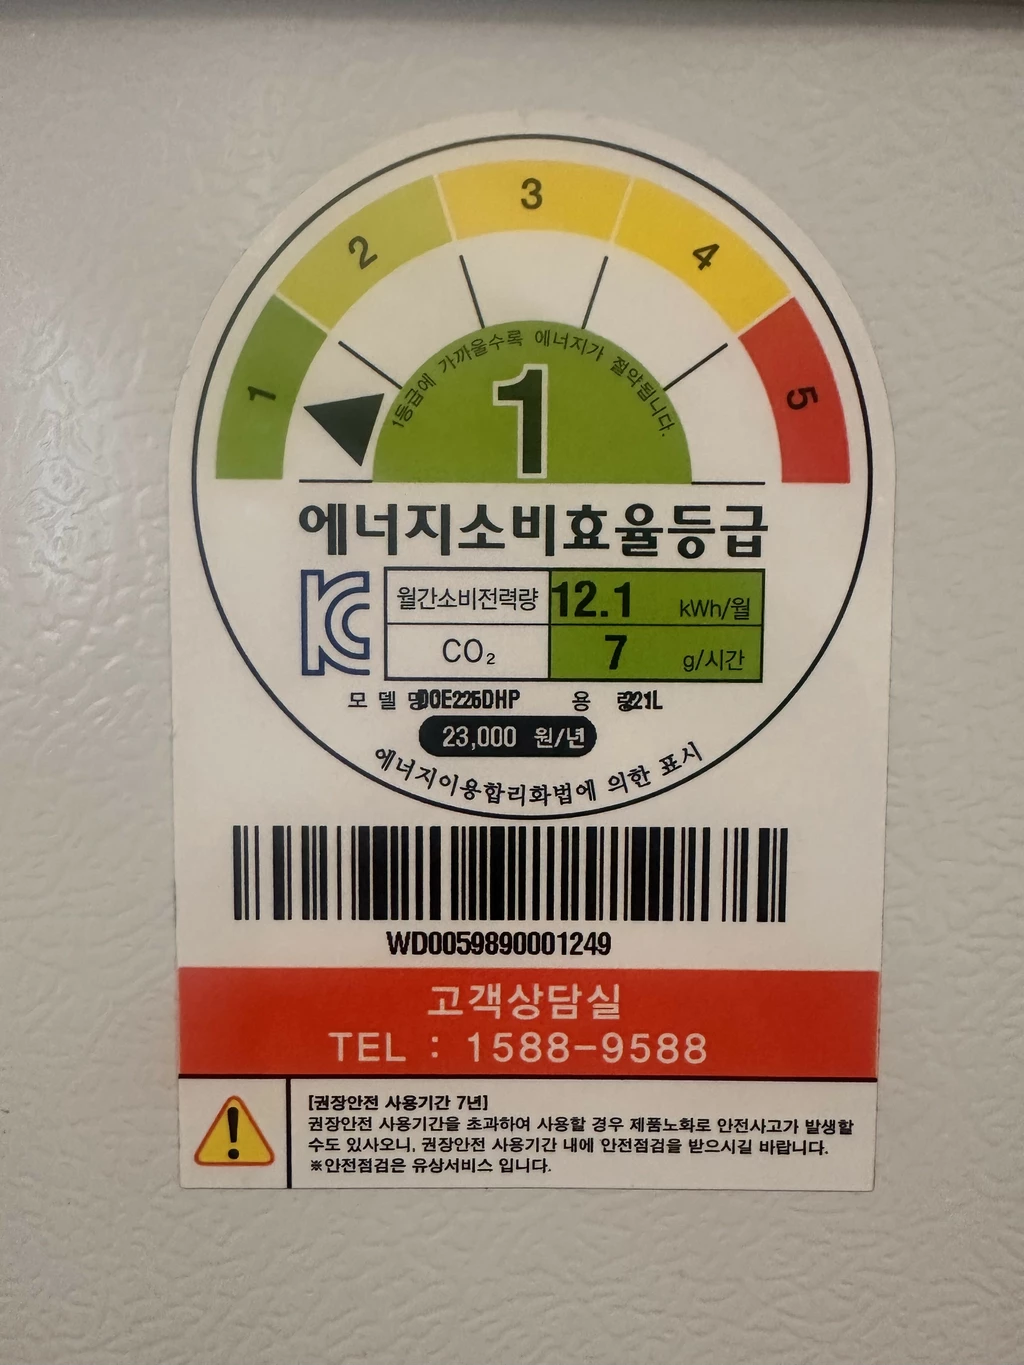 3
2 4
1 5
1등급에 가까울수록 에너지가 절약됩니다.
1
에너지소비효율등급
월간소비전력량 12.1 kWh/월
CO₂ 7 g/시간
모델명 용량 221L
23,000 원/년
에너지이용합리화법에 의한 표시
WD0059890001249
고객상담실
TEL : 1588-9588
[권장안전 사용기간 7년]
권장안전 사용기간을 초과하여 사용할 경우 제품노화로 안전사고가 발생할
수도 있사오니, 권장안전 사용기간 내에 안전점검을 받으시길 바랍니다.
※안전점검은 유상서비스 입니다.